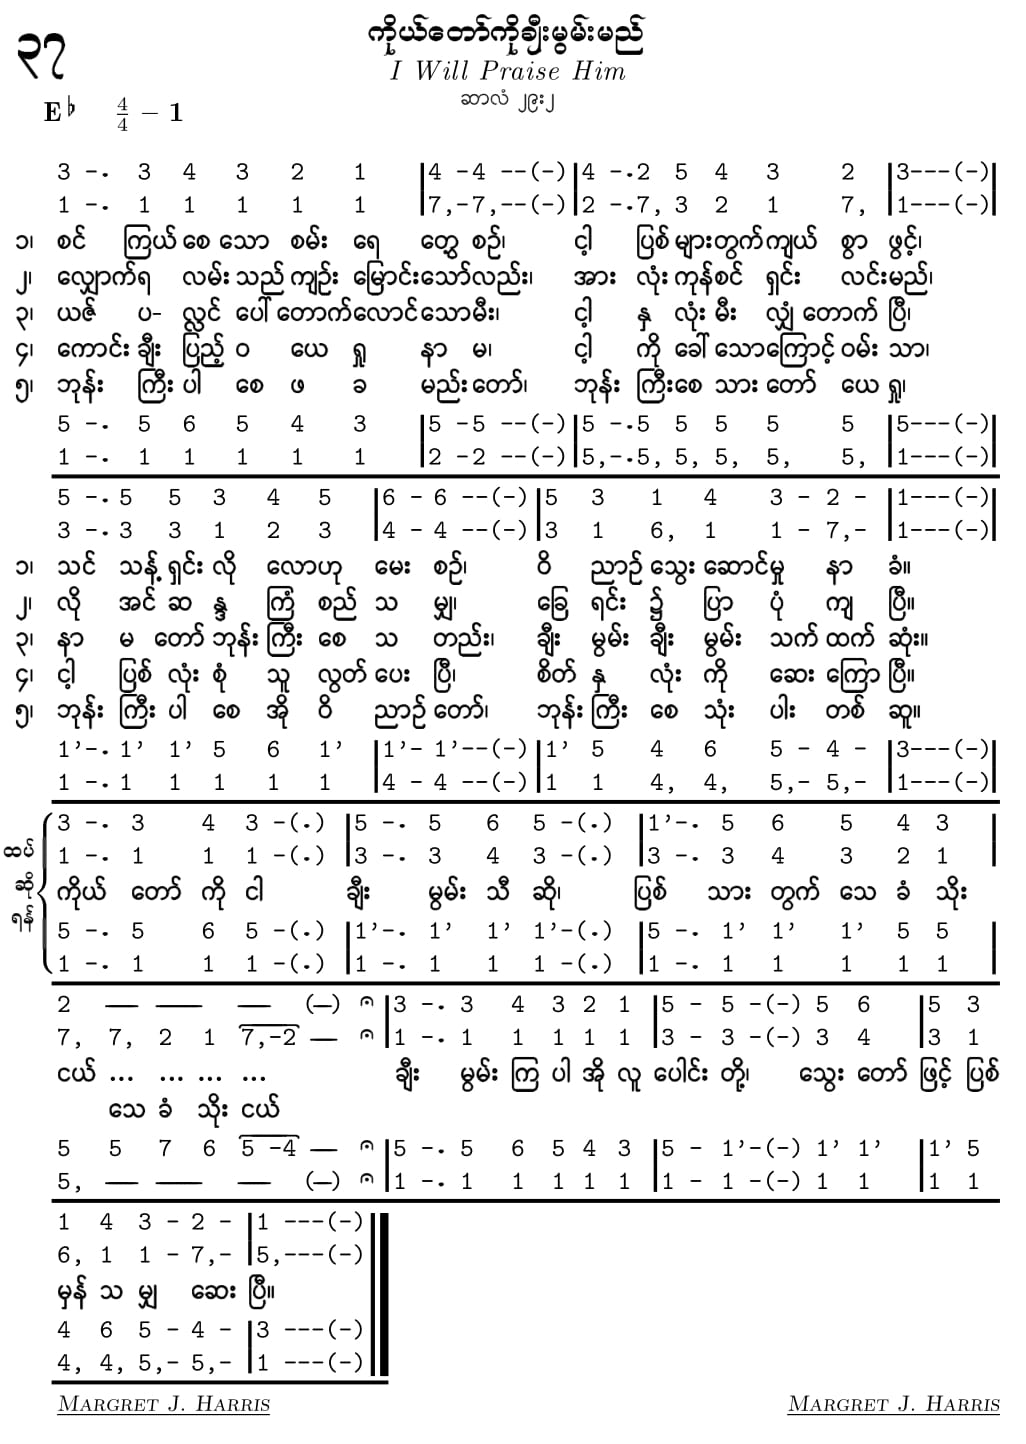 ၃၇
ကိုယ်တော်ကိုချီးမွမ်းမည်
I Will Praise Him
ဆာလံ ၂၉း၂
E♭ 4/4 – 1
3 -. 3 4 3 2 1 |4 -4 --(-)|4 -.2 5 4 3 2 |3---(-)|
1 -. 1 1 1 1 1 |7,-7,--(-)|2 -.7, 3 2 1 7, |1---(-)|
၁၊ စင် ကြယ် စေ သော စမ်း ရေ တွေ့ စဉ်၊ ငါ့ ပြစ် များတွက်ကျယ် စွာ ဖွင့်၊
၂၊ လျှောက်ရ လမ်း သည် ကျဉ်း မြောင်းသော်လည်း၊ အား လုံး ကုန်စင် ရှင်း လင်းမည်၊
၃၊ ယဇ် ပ- လ္လင် ပေါ် တောက်လောင်သောမီး၊ ငါ့ နှ လုံး မီး လျှံ တောက် ပြီ၊
၄၊ ကောင်း ချီး ပြည့် ဝ ယေ ရှု နာ မ၊ ငါ့ ကို ခေါ် သောကြောင့် ဝမ်း သာ၊
၅၊ ဘုန်း ကြီး ပါ စေ ဖ ခ မည်း တော်၊ ဘုန်း ကြီးစေ သား တော် ယေ ရှု၊
5 -. 5 6 5 4 3 |5 -5 --(-)|5 -.5 5 5 5 5 |5---(-)|
1 -. 1 1 1 1 1 |2 -2 --(-)|5,-.5, 5, 5, 5, 5, |1---(-)|
5 -. 5 5 3 4 5 |6 - 6 --(-)|5 3 1 4 3 - 2 - |1---(-)|
3 -. 3 3 1 2 3 |4 - 4 --(-)|3 1 6, 1 1 - 7,- |1---(-)|
၁၊ သင် သန့် ရှင်း လို လောဟု မေး စဉ်၊ ဝိ ညာဉ် သွေး ဆောင်မှု နာ ခံ။
၂၊ လို အင် ဆ န္ဒ ကြံ စည် သ မျှ၊ ခြေ ရင်း ၌ ပြာ ပုံ ကျ ပြီ။
၃၊ နာ မ တော် ဘုန်း ကြီး စေ သ တည်း၊ ချီး မွမ်း ချီး မွမ်း သက် ထက် ဆုံး။
၄၊ ငါ့ ပြစ် လုံး စုံ သူ လွတ် ပေး ပြီ၊ စိတ် နှ လုံး ကို ဆေး ကြော ပြီ။
၅၊ ဘုန်း ကြီး ပါ စေ အို ဝိ ညာဉ် တော်၊ ဘုန်း ကြီး စေ သုံး ပါး တစ် ဆူ။
1’-. 1’ 1’ 5 6 1’ |1’- 1’--(-)|1’ 5 4 6 5 - 4 - |3---(-)|
1 -. 1 1 1 1 1 |4 - 4 --(-)|1 1 4, 4, 5,- 5,- |1---(-)|
3 -. 3 4 3 -(.) |5 -. 5 6 5 -(.) |1’-. 5 6 5 4 3 |
1 -. 1 1 1 -(.) |3 -. 3 4 3 -(.) |3 -. 3 4 3 2 1 |
ထပ်
ဆို
ရန်
ကိုယ် တော် ကို ငါ ချီး မွမ်း သီ ဆို၊ ပြစ် သား တွက် သေ ခံ သိုး
5 -. 5 6 5 -(.) |1’-. 1’ 1’ 1’-(.) |5 -. 1’ 1’ 1’ 5 5 |
1 -. 1 1 1 -(.) |1 -. 1 1 1 -(.) |1 -. 1 1 1 1 1 |
2 — — — (—) 𝄐 |3 -. 3 4 3 2 1 |5 - 5 -(-) 5 6 |5 3
7, 7, 2 1 7,-2 — 𝄐 |1 -. 1 1 1 1 1 |3 - 3 -(-) 3 4 |3 1
ငယ် ... ... ... ... ချီး မွမ်း ကြ ပါ အို လူ ပေါင်း တို့၊ သွေး တော် ဖြင့် ပြစ်
သေ ခံ သိုး ငယ်
5 5 7 6 5 -4 — 𝄐 |5 -. 5 6 5 4 3 |5 - 1’-(-) 1’ 1’ |1’ 5
5, — — — (—) 𝄐 |1 -. 1 1 1 1 1 |1 - 1 -(-) 1 1 |1 1
1 4 3 - 2 - |1 ---(-)
6, 1 1 - 7,- |5,---(-)
မှန် သ မျှ ဆေး ပြီ။
4 6 5 - 4 - |3 ---(-)
4, 4, 5,- 5,- |1 ---(-)
MARGRET J. HARRIS MARGRET J. HARRIS